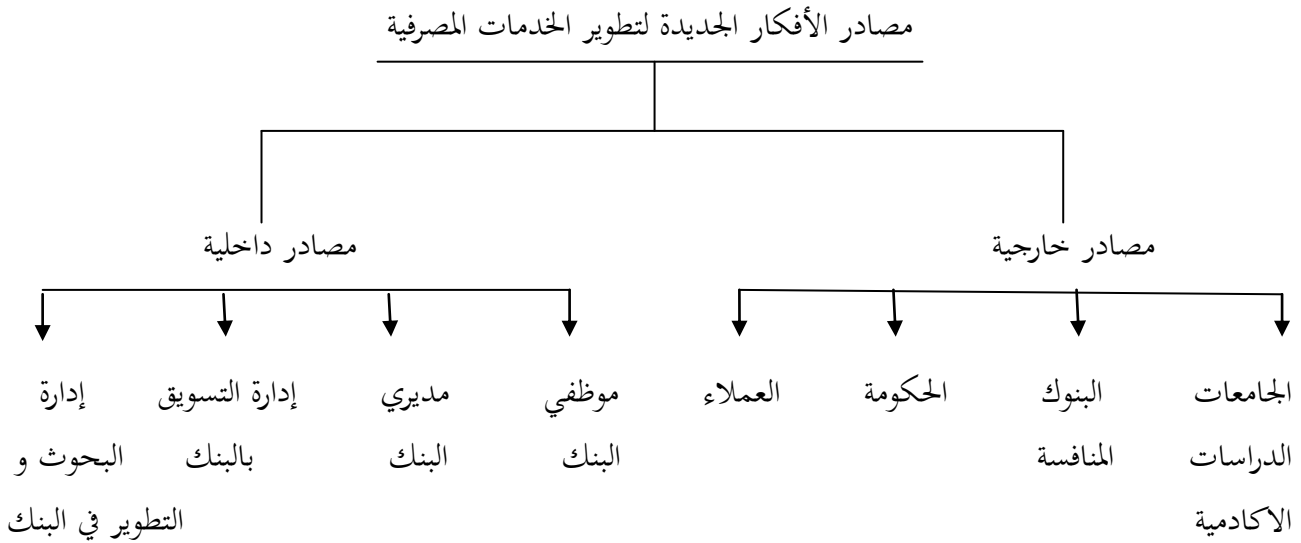 مصادر الأفكار الجديدة لتطوير الخدمات المصرفية
مصادر خارجية
مصادر داخلية
الجامعات
الدراسات
الاكادمية
البنوك
المنافسة
الحكومة
العملاء
موظفي
البنك
مديري
البنك
إدارة التسويق
بالبنك
إدارة
البحوث و
التطوير في البنك